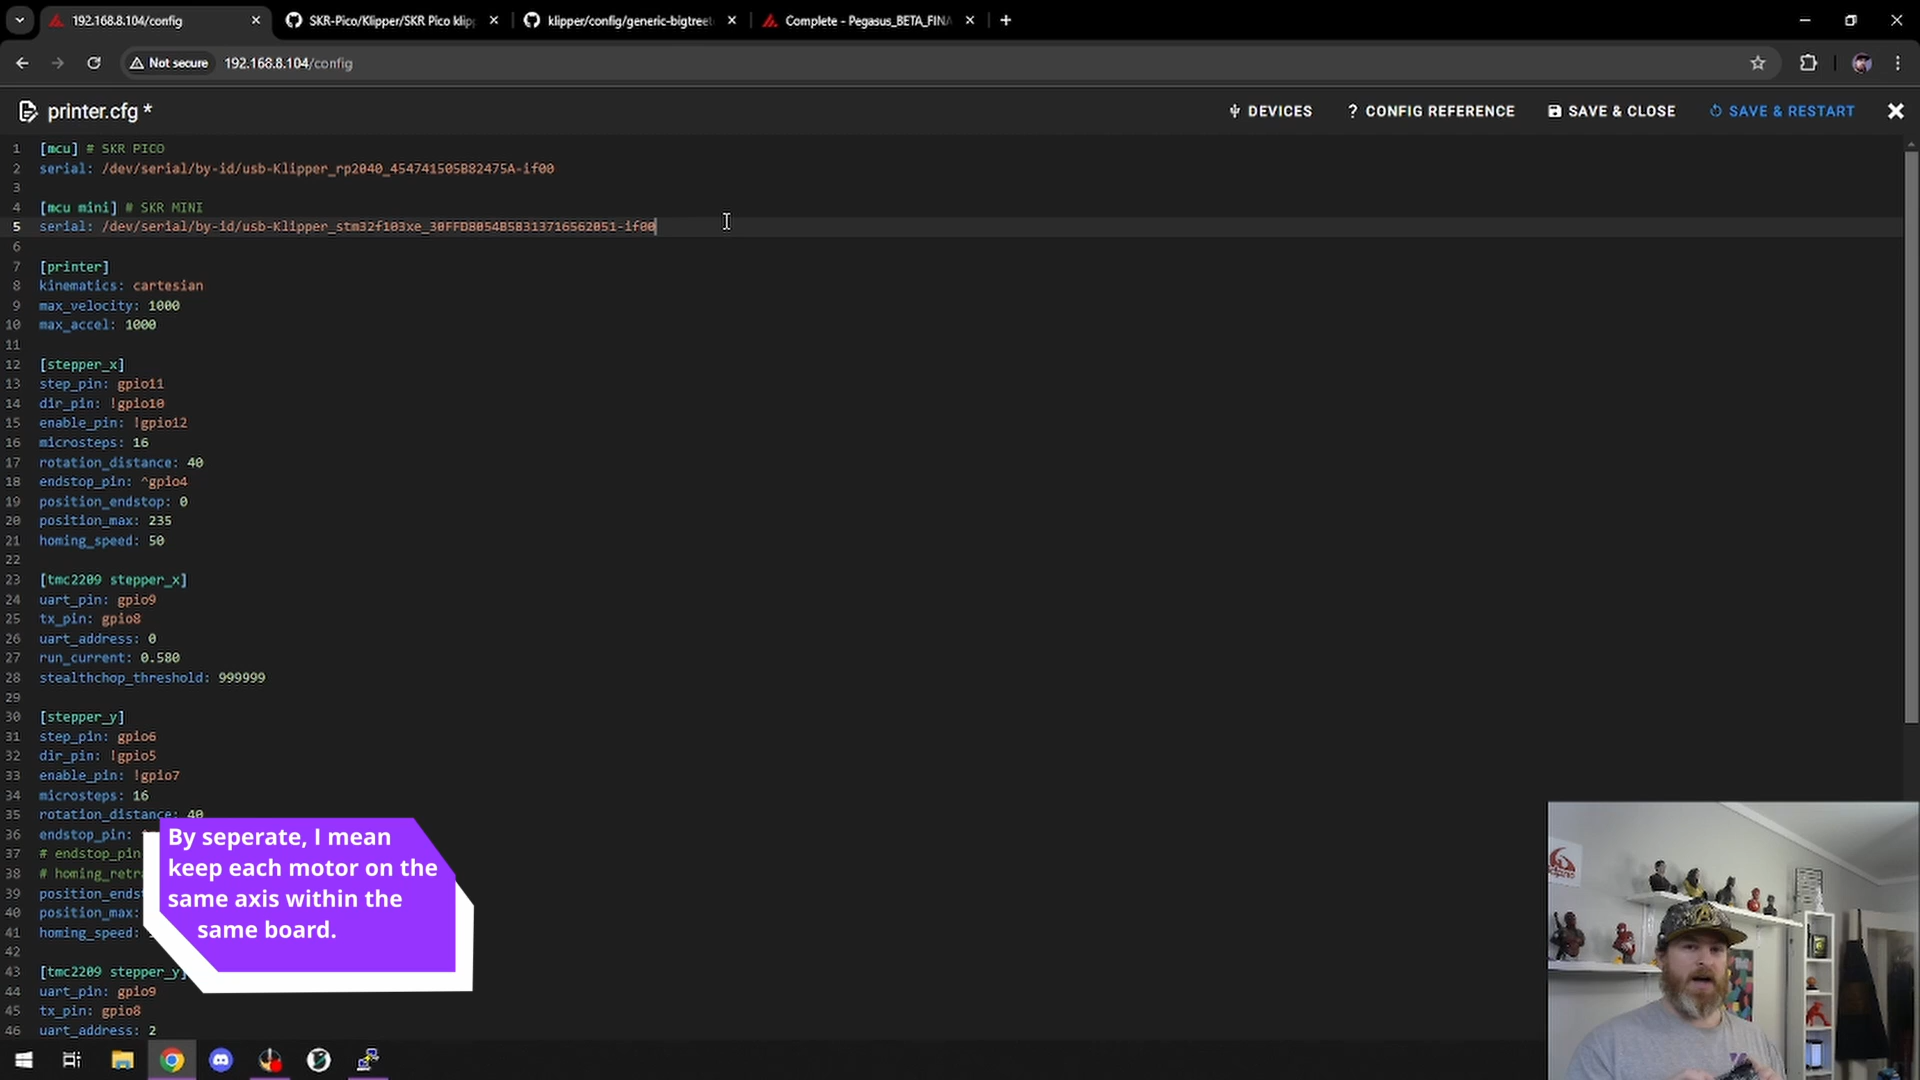 192.168.8.104/config
SKR-Pico/Klipper/SKR Pico klip
klipper/config/generic-bigtreet
Complete - Pegasus_BETA_FINA
Not secure
192.168.8.104/config
printer.cfg *
DEVICES
? CONFIG REFERENCE
SAVE & CLOSE
SAVE & RESTART
1 [mcu] # SKR PICO
2 serial: /dev/serial/by-id/usb-Klipper_rp2040_454741505B82475A-if00
3
4 [mcu mini] # SKR MINI
5 serial: /dev/serial/by-id/usb-Klipper_stm32f103xe_30FFD8054858313716562051-if00
6
7 [printer]
8 kinematics: cartesian
9 max_velocity: 1000
10 max_accel: 1000
11
12 [stepper_x]
13 step_pin: gpio11
14 dir_pin: !gpio10
15 enable_pin: !gpio12
16 microsteps: 16
17 rotation_distance: 40
18 endstop_pin: ^gpio4
19 position_endstop: 0
20 position_max: 235
21 homing_speed: 50
22
23 [tmc2209 stepper_x]
24 uart_pin: gpio9
25 tx_pin: gpio8
26 uart_address: 0
27 run_current: 0.580
28 stealthchop_threshold: 999999
29
30 [stepper_y]
31 step_pin: gpio6
32 dir_pin: !gpio5
33 enable_pin: !gpio7
34 microsteps: 16
35 rotation_distance: 40
36 endstop_pin:
37 # endstop_pin
38 # homing_retr
39 position_ends
40 position_max:
41 homing_speed:
42
43 [tmc2209 stepper_y]
44 uart_pin: gpio9
45 tx_pin: gpio8
46 uart_address: 2
By seperate, I mean
keep each motor on the
same axis within the
same board.